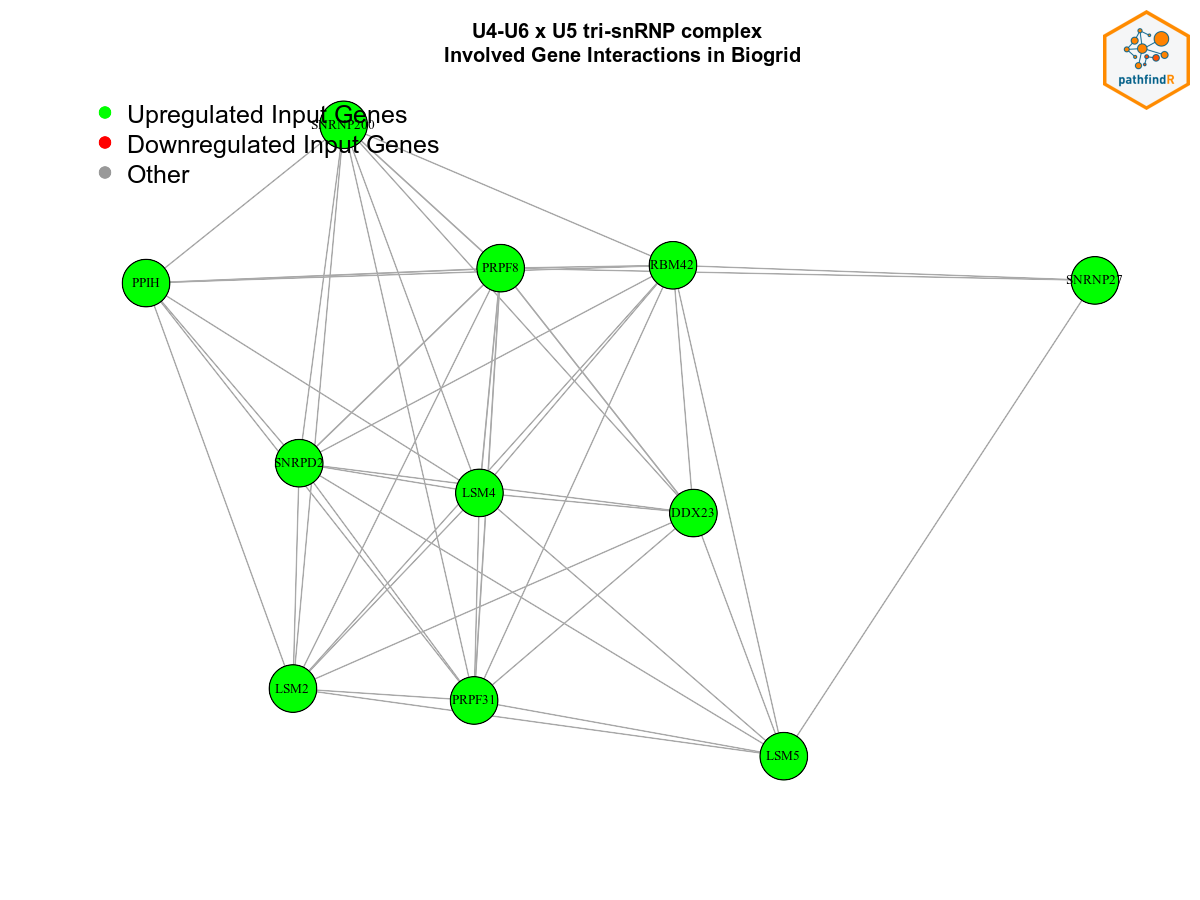 U4-U6 x U5 tri-snRNP complex
Involved Gene Interactions in Biogrid
pathfindR
Upregulated Input Genes
Downregulated Input Genes
Other
SNRNP200
PPIH
PRPF8
RBM42
SNRNP27
SNRPD2
LSM4
DDX23
LSM2
PRPF31
LSM5